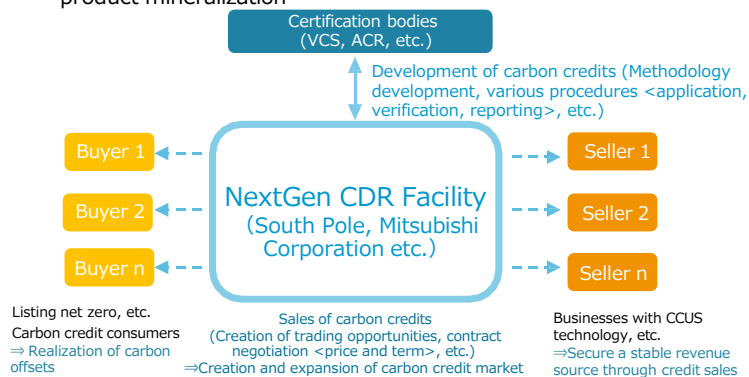 product mineralization
Certification bodies
(VCS, ACR, etc.)
Development of carbon credits (Methodology
development, various procedures <application,
verification, reporting>, etc.)
Buyer 1
Buyer 2
Buyer n
NextGen CDR Facility
(South Pole, Mitsubishi
Corporation etc.)
Seller 1
Seller 2
Seller n
Listing net zero, etc.
Carbon credit consumers
⇒ Realization of carbon
offsets
Sales of carbon credits
(Creation of trading opportunities, contract
negotiation <price and term>, etc.)
⇒Creation and expansion of carbon credit market
Businesses with CCUS
technology, etc.
⇒Secure a stable revenue
source through credit sales